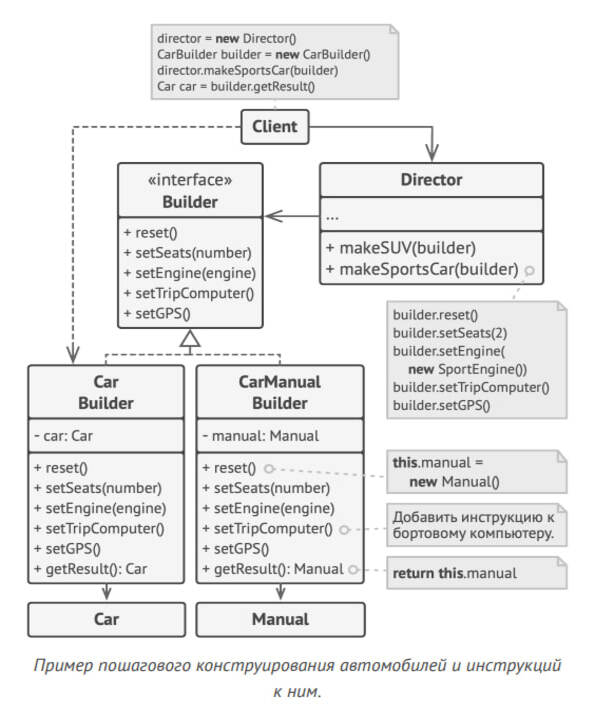 director = new Director()
CarBuilder builder = new CarBuilder()
director.makeSportsCar(builder)
Car car = builder.getResult()
Client
«interface»
Builder
+ reset()
+ setSeats(number)
+ setEngine(engine)
+ setTripComputer()
+ setGPS()
Director
...
+ makeSUV(builder)
+ makeSportsCar(builder)
builder.reset()
builder.setSeats(2)
builder.setEngine(
new SportEngine())
builder.setTripComputer()
builder.setGPS()
Car
Builder
- car: Car
+ reset()
+ setSeats(number)
+ setEngine(engine)
+ setTripComputer()
+ setGPS()
+ getResult(): Car
CarManual
Builder
- manual: Manual
+ reset()
+ setSeats(number)
+ setEngine(engine)
+ setTripComputer()
+ setGPS()
+ getResult(): Manual
this.manual =
new Manual()
Добавить инструкцию к
бортовому компьютеру.
return this.manual
Car
Manual
Пример пошагового конструирования автомобилей и инструкций
к ним.